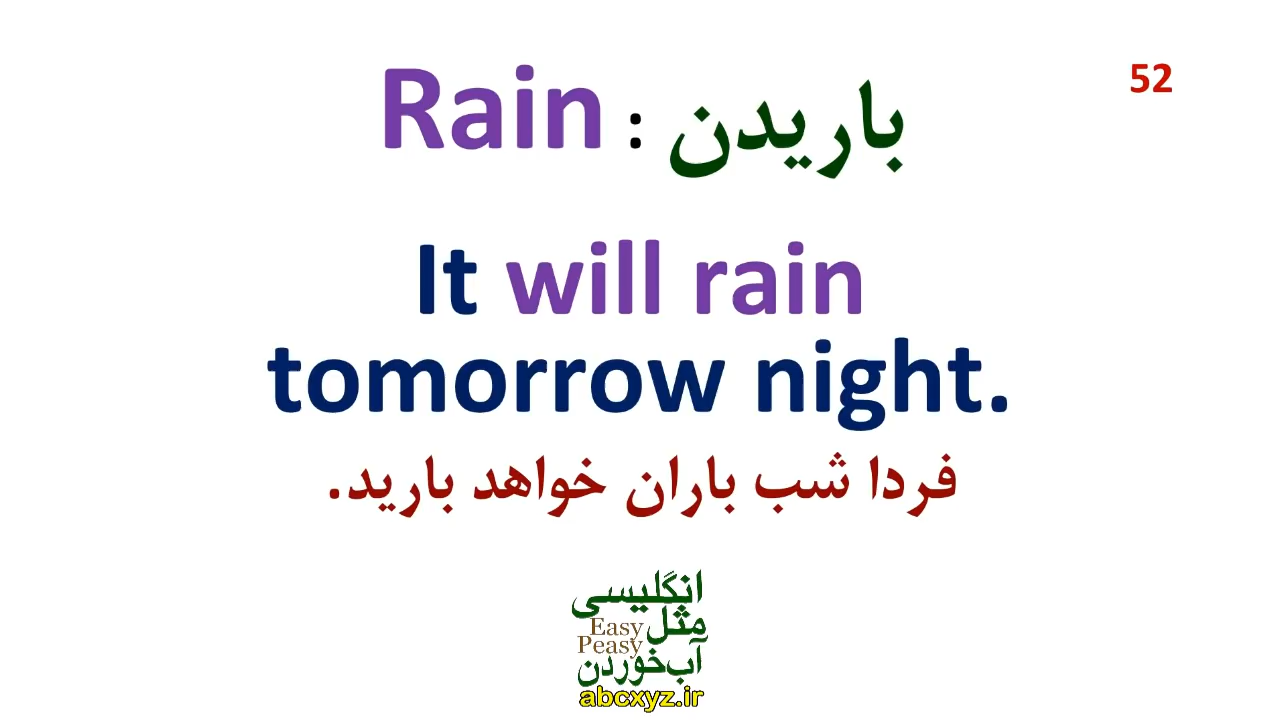 52
Rain : باریدن
It will rain
tomorrow night.
فردا شب باران خواهد بارید.
انگلیسی
مثل Easy
Peasy
آب‌خوردن
abcxyz.ir